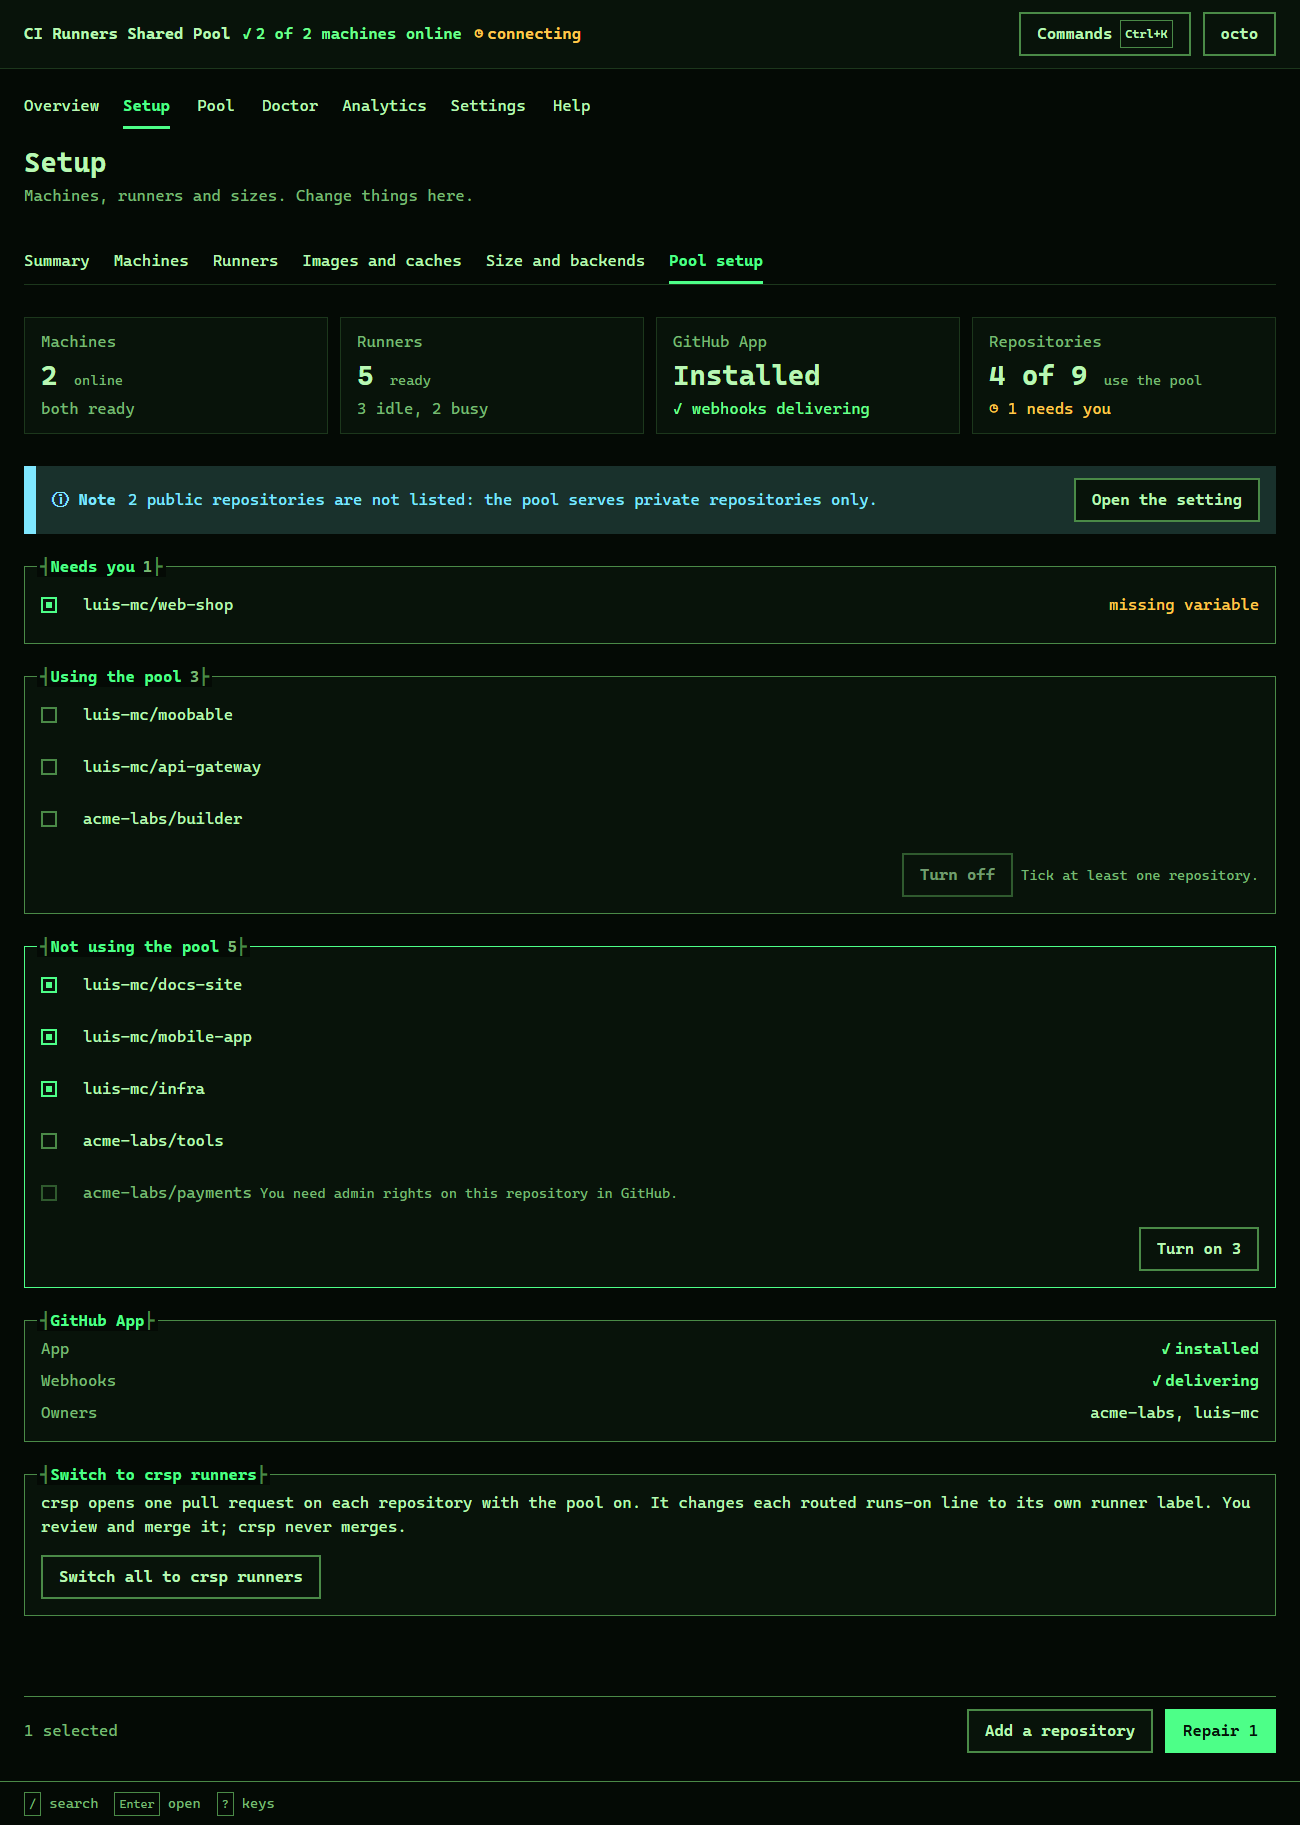 CI Runners Shared Pool ✓ 2 of 2 machines online connecting
Commands Ctrl+K octo
Overview Setup Pool Doctor Analytics Settings Help
Setup
Machines, runners and sizes. Change things here.
Summary Machines Runners Images and caches Size and backends Pool setup
Machines
2 online
both ready
Runners
5 ready
3 idle, 2 busy
GitHub App
Installed
✓ webhooks delivering
Repositories
4 of 9 use the pool
1 needs you
Note 2 public repositories are not listed: the pool serves private repositories only.
Open the setting
Needs you 1
luis-mc/web-shop missing variable
Using the pool 3
luis-mc/moobable
luis-mc/api-gateway
acme-labs/builder
Turn off Tick at least one repository.
Not using the pool 5
luis-mc/docs-site
luis-mc/mobile-app
luis-mc/infra
acme-labs/tools
acme-labs/payments You need admin rights on this repository in GitHub.
Turn on 3
GitHub App
App ✓ installed
Webhooks ✓ delivering
Owners acme-labs, luis-mc
Switch to crsp runners
crsp opens one pull request on each repository with the pool on. It changes each routed runs-on line to its own runner label. You
review and merge it; crsp never merges.
Switch all to crsp runners
1 selected Add a repository Repair 1
/ search Enter open ? keys